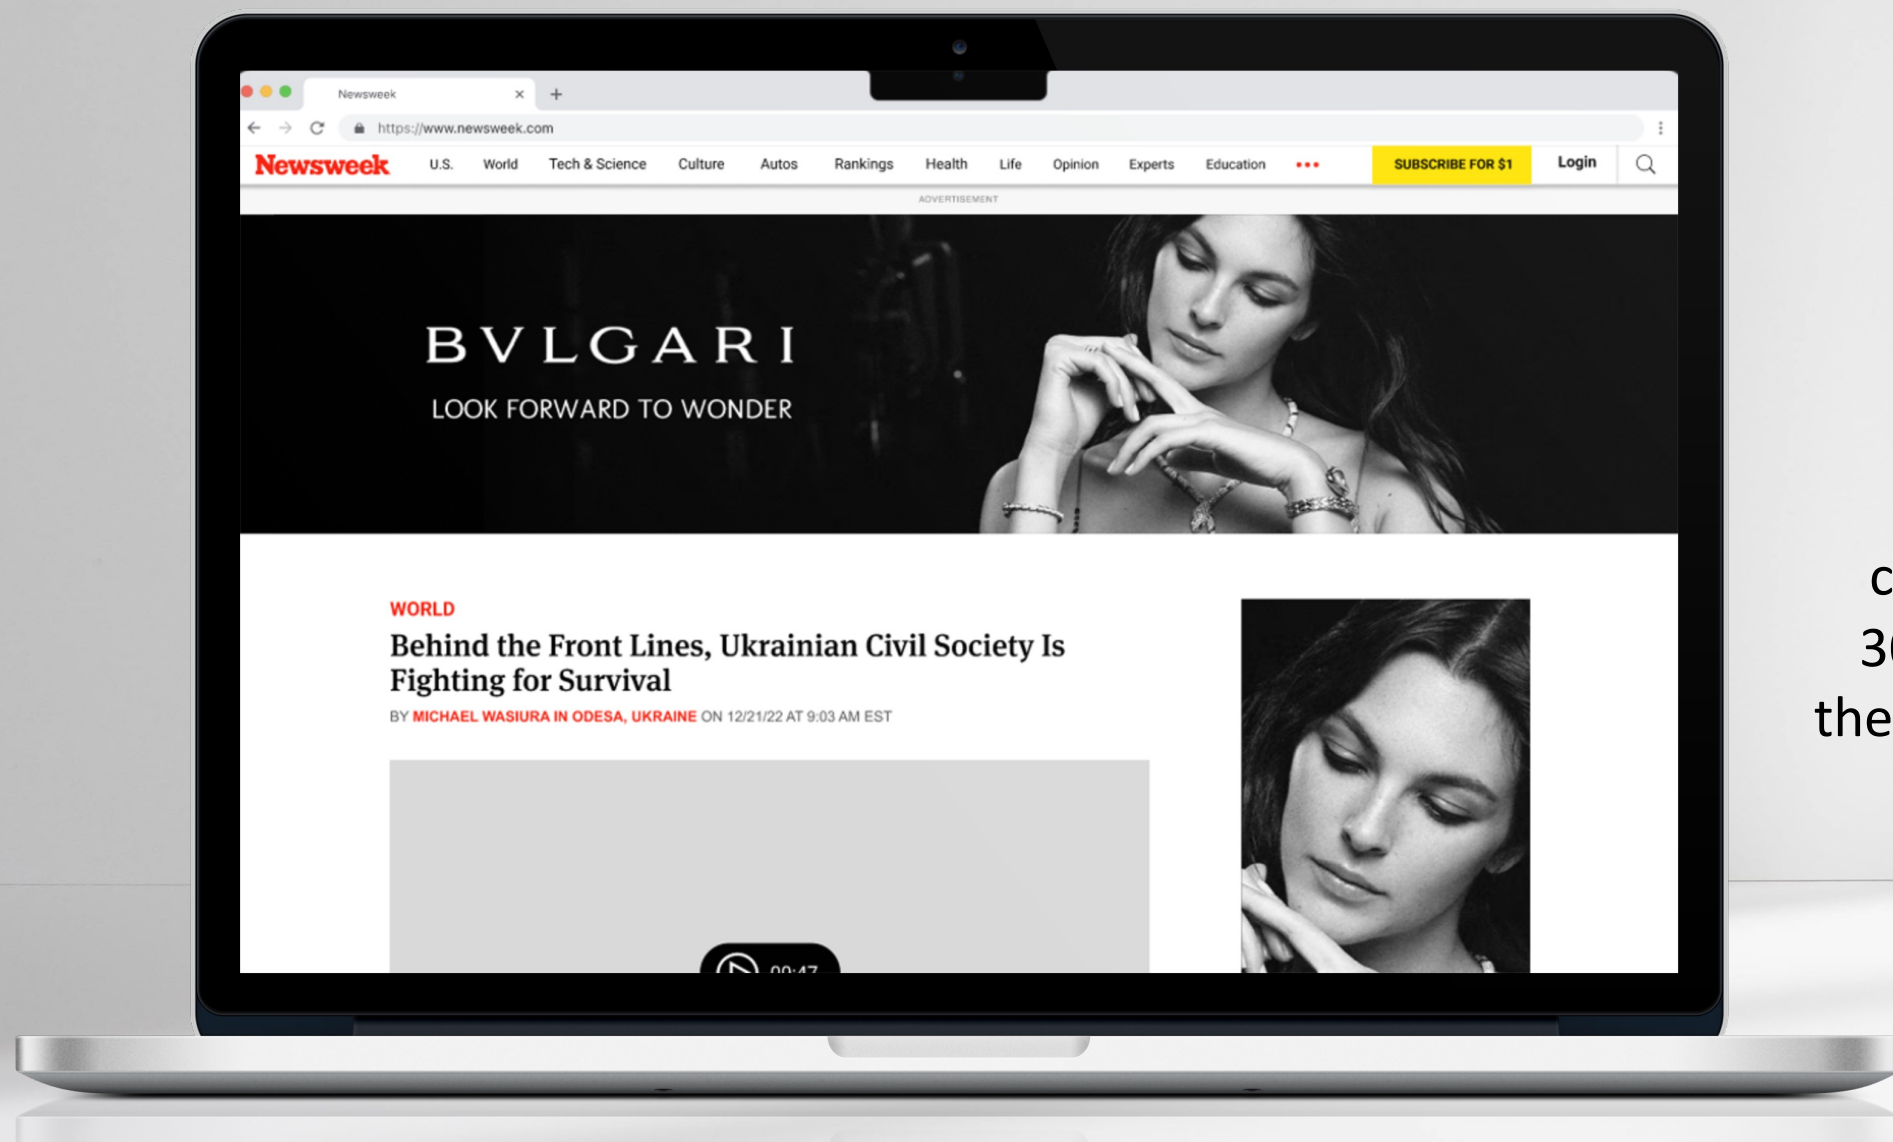 Newsweek
https://www.newsweek.com
Newsweek U.S. World Tech & Science Culture Autos Rankings Health Life Opinion Experts Education SUBSCRIBE FOR $1 Login
ADVERTISEMENT
BVLGARI
LOOK FORWARD TO WONDER
WORLD
Behind the Front Lines, Ukrainian Civil Society Is
Fighting for Survival
BY MICHAEL WASIURA IN ODESA, UKRAINE ON 12/21/22 AT 9:03 AM EST
09:47
the